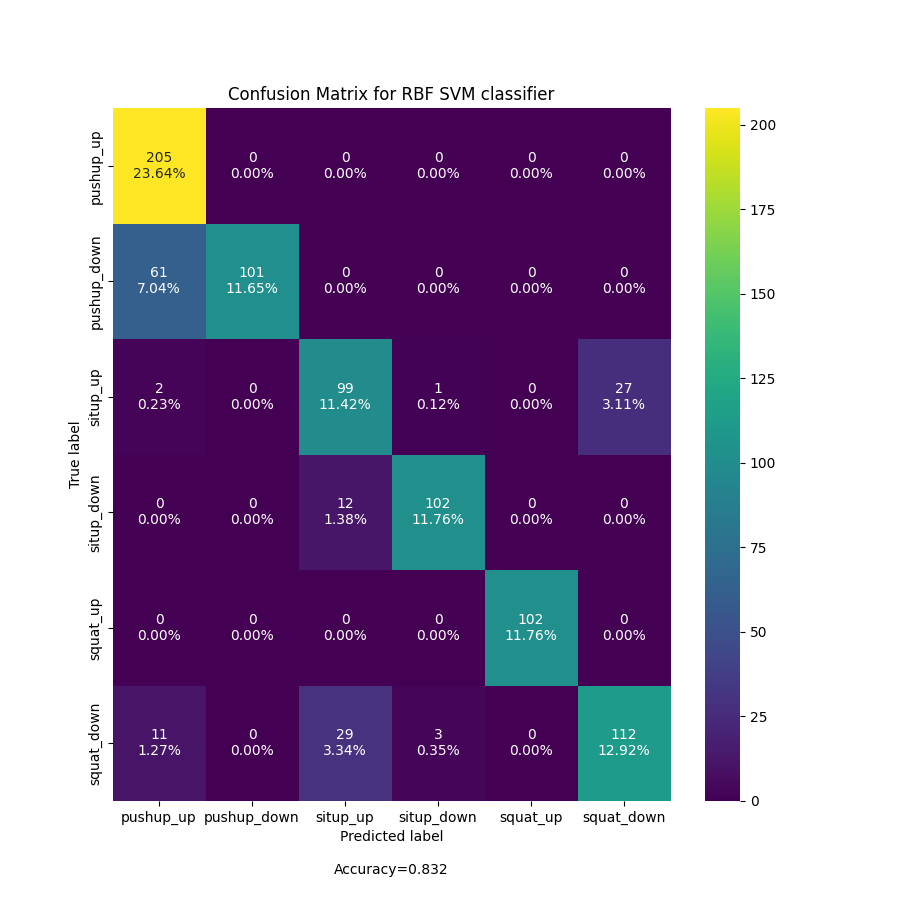 Confusion Matrix for RBF SVM classifier
pushup_up
205 0 0 0 0 0
23.64% 0.00% 0.00% 0.00% 0.00% 0.00%
pushup_down
61 101 0 0 0 0
7.04% 11.65% 0.00% 0.00% 0.00% 0.00%
situp_up
2 0 99 1 0 27
0.23% 0.00% 11.42% 0.12% 0.00% 3.11%
True label
situp_down
0 0 12 102 0 0
0.00% 0.00% 1.38% 11.76% 0.00% 0.00%
squat_up
0 0 0 0 102 0
0.00% 0.00% 0.00% 0.00% 11.76% 0.00%
squat_down
11 0 29 3 0 112
1.27% 0.00% 3.34% 0.35% 0.00% 12.92%
pushup_up pushup_down situp_up situp_down squat_up squat_down
Predicted label
Accuracy=0.832
200
175
150
125
100
75
50
25
0